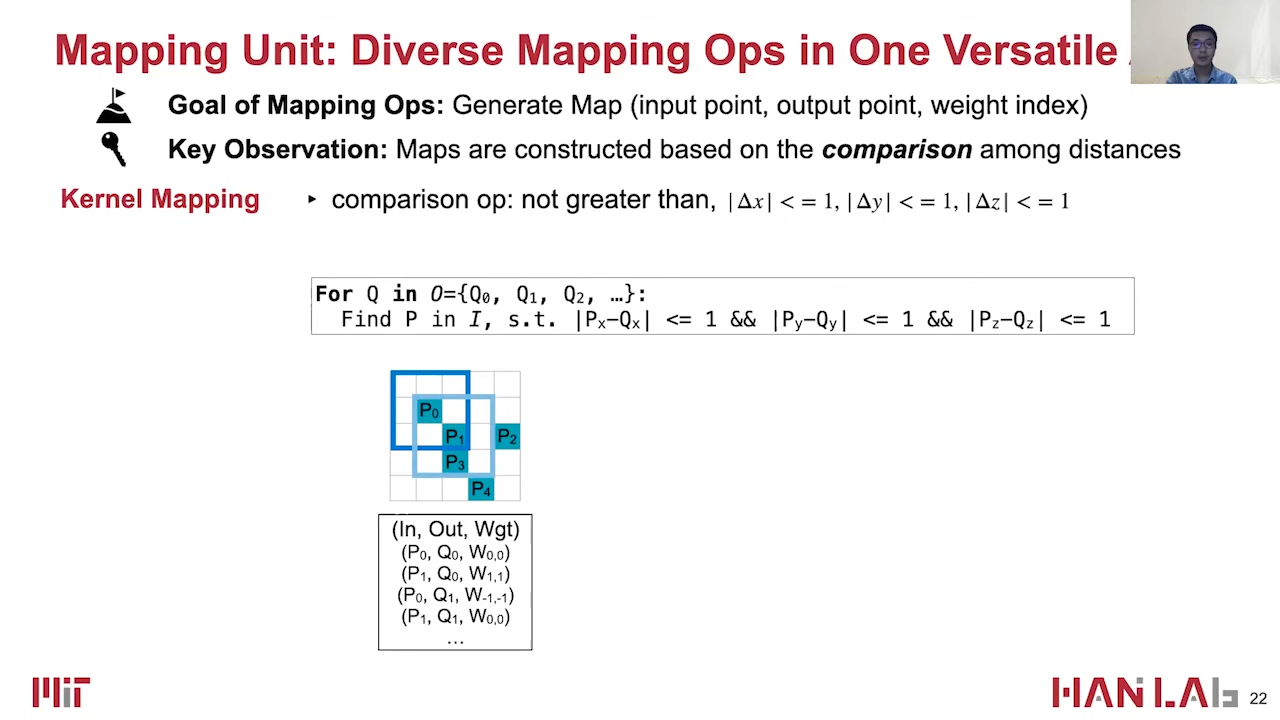 Mapping Unit: Diverse Mapping Ops in One Versatile
Goal of Mapping Ops: Generate Map (input point, output point, weight index)
Key Observation: Maps are constructed based on the comparison among distances
Kernel Mapping
‣ comparison op: not greater than, |Δx| <= 1, |Δy| <= 1, |Δz| <= 1
For Q in O={Q₀, Q₁, Q₂, …}:
Find P in I, s.t. |Pₓ−Qₓ| <= 1 && |Py−Qy| <= 1 && |Pz−Qz| <= 1
P₀
P₁ P₂
P₃
P₄
(In, Out, Wgt)
(P₀, Q₀, W₀,₀)
(P₁, Q₀, W₁,₁)
(P₀, Q₁, W₋₁,₋₁)
(P₁, Q₁, W₀,₀)
…
MIT
HAN LAB
22